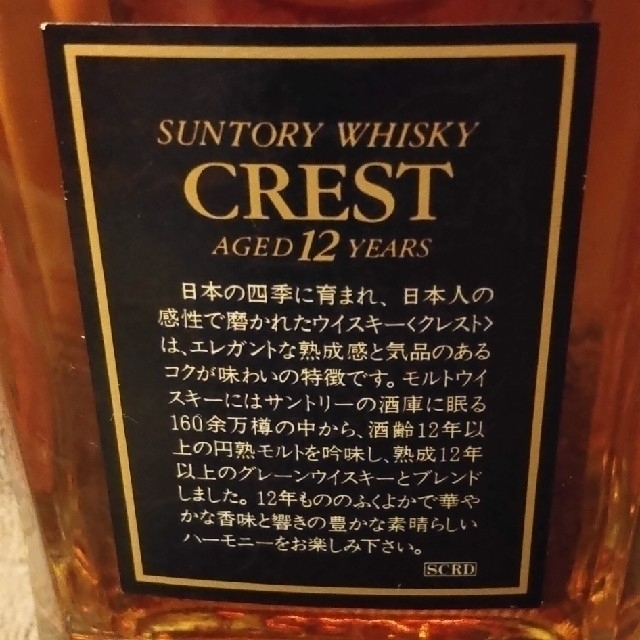 SUNTORY WHISKY
CREST
AGED 12 YEARS
日本の四季に育まれ、日本人の
感性で磨かれたウイスキー〈クレスト〉
は、エレガントな熟成感と気品のある
コクが味わいの特徴です。モルトウイ
スキーにはサントリーの酒庫に眠る
160余万樽の中から、酒齢12年以
上の円熟モルトを吟味し、熟成12年
以上のグレーンウイスキーとブレンド
しました。12年もののふくよかで華や
かな香味と響きの豊かな素晴らしい
ハーモニーをお楽しみ下さい。
SCRD